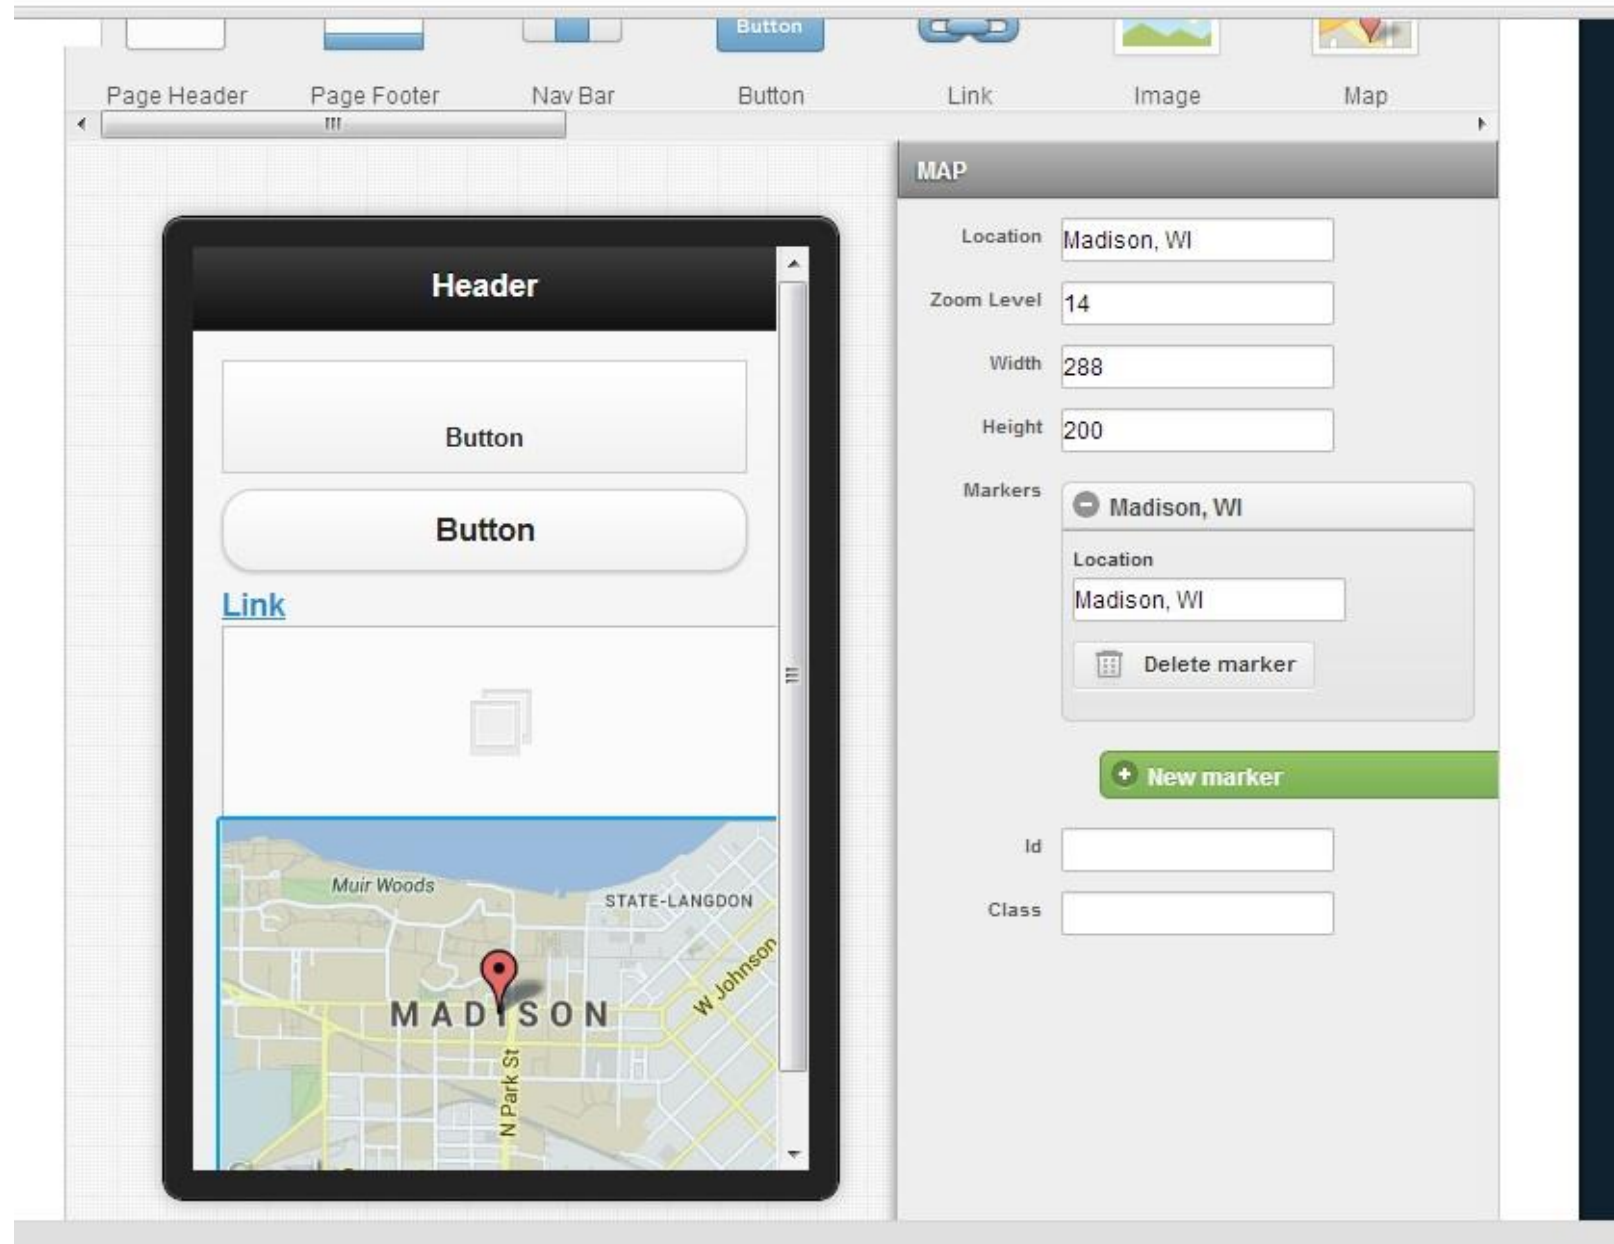 Button
Page Header
Page Footer
Nav Bar
Button
Link
Image
Map
MAP
Location
Madison, WI
Zoom Level
14
Width
288
Height
200
Markers
Madison, WI
Location
Madison, WI
Delete marker
New marker
Id
Class
Header
Button
Button
Link
Muir Woods
STATE-LANGDON
W Johnson
MADISON
N Park St